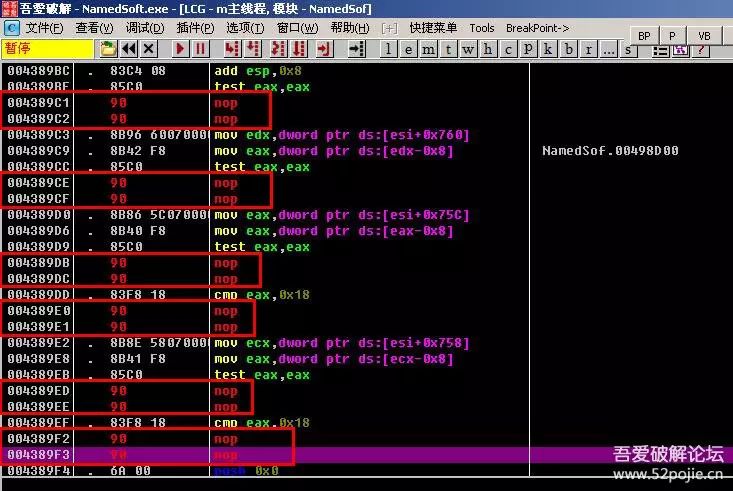 吾爱破解 - NamedSoft.exe - [LCG - m主线程, 模块 - NamedSof]
文件(F) 查看(V) 调试(D) 插件(P) 选项(T) 窗口(W) 帮助(H) [+] 快捷菜单 Tools BreakPoint->
暂停 l e m t w h c p k b r ... s ? BP P VB
004389BC . 83C4 08 add esp,0x8
004389BF . 85C0 test eax,eax
004389C1 90 nop
004389C2 90 nop
004389C3 . 8B96 6007000 mov edx,dword ptr ds:[esi+0x760]
004389C9 . 8B42 F8 mov eax,dword ptr ds:[edx-0x8] NamedSof.00498D00
004389CC . 85C0 test eax,eax
004389CE 90 nop
004389CF 90 nop
004389D0 . 8B86 5C07000 mov eax,dword ptr ds:[esi+0x75C]
004389D6 . 8B40 F8 mov eax,dword ptr ds:[eax-0x8]
004389D9 . 85C0 test eax,eax
004389DB 90 nop
004389DC 90 nop
004389DD . 83F8 18 cmp eax,0x18
004389E0 90 nop
004389E1 90 nop
004389E2 . 8B8E 5807000 mov ecx,dword ptr ds:[esi+0x758]
004389E8 . 8B41 F8 mov eax,dword ptr ds:[ecx-0x8]
004389EB . 85C0 test eax,eax
004389ED 90 nop
004389EE 90 nop
004389EF . 83F8 18 cmp eax,0x18
004389F2 90 nop
004389F3 90 nop
004389F4 . 6A 00 push 0x0
吾爱破解论坛
www.52pojie.cn